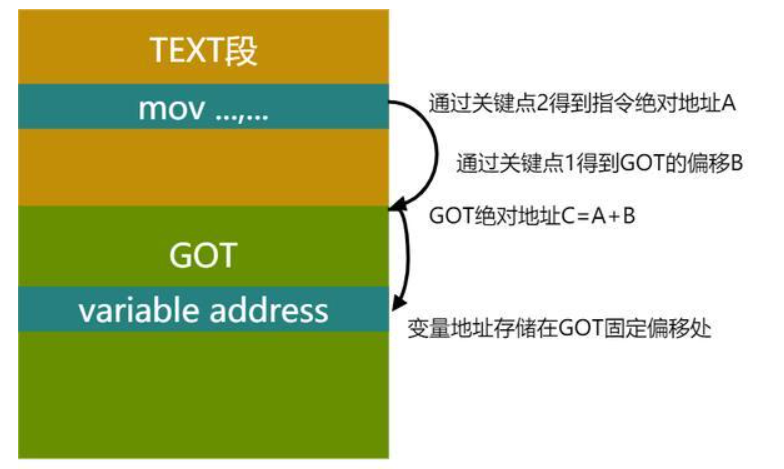 TEXT段
mov ...,...
通过关键点2得到指令绝对地址A
通过关键点1得到GOT的偏移B
GOT绝对地址C=A+B
GOT
variable address
变量地址存储在GOT固定偏移处